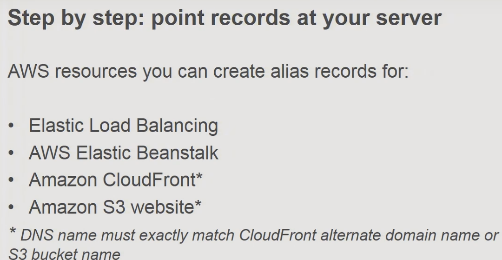 Step by step: point records at your server
AWS resources you can create alias records for:
• Elastic Load Balancing
• AWS Elastic Beanstalk
• Amazon CloudFront*
• Amazon S3 website*
* DNS name must exactly match CloudFront alternate domain name or
S3 bucket name